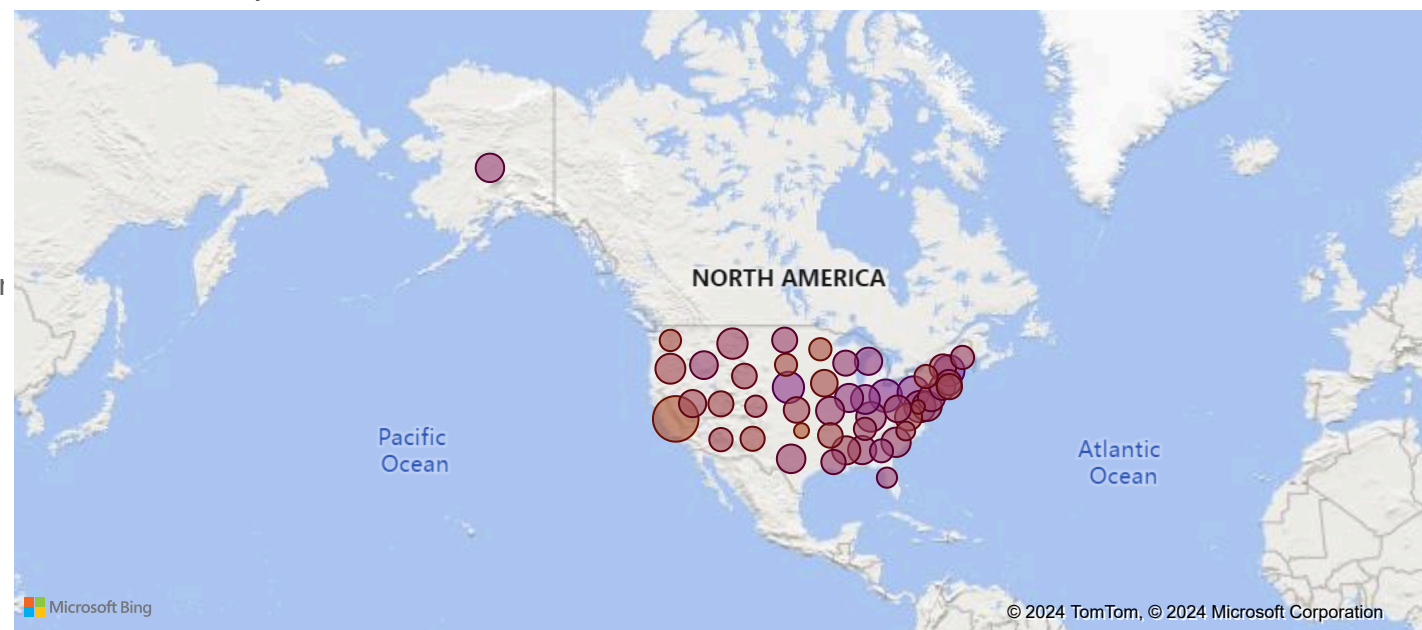 NORTH AMERICA
Pacific
Ocean
Atlantic
Ocean
Microsoft Bing
© 2024 TomTom, © 2024 Microsoft Corporation